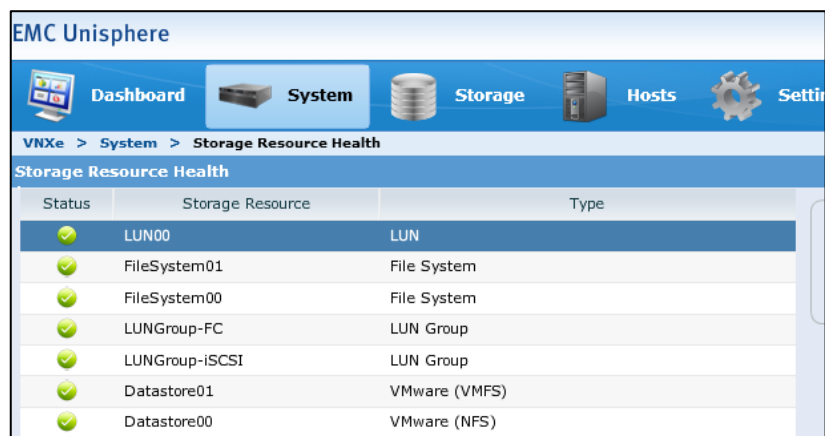 EMC Unisphere
Dashboard System Storage Hosts Settin
VNXe > System > Storage Resource Health
Storage Resource Health
Status Storage Resource Type
LUN00 LUN
FileSystem01 File System
FileSystem00 File System
LUNGroup-FC LUN Group
LUNGroup-iSCSI LUN Group
Datastore01 VMware (VMFS)
Datastore00 VMware (NFS)